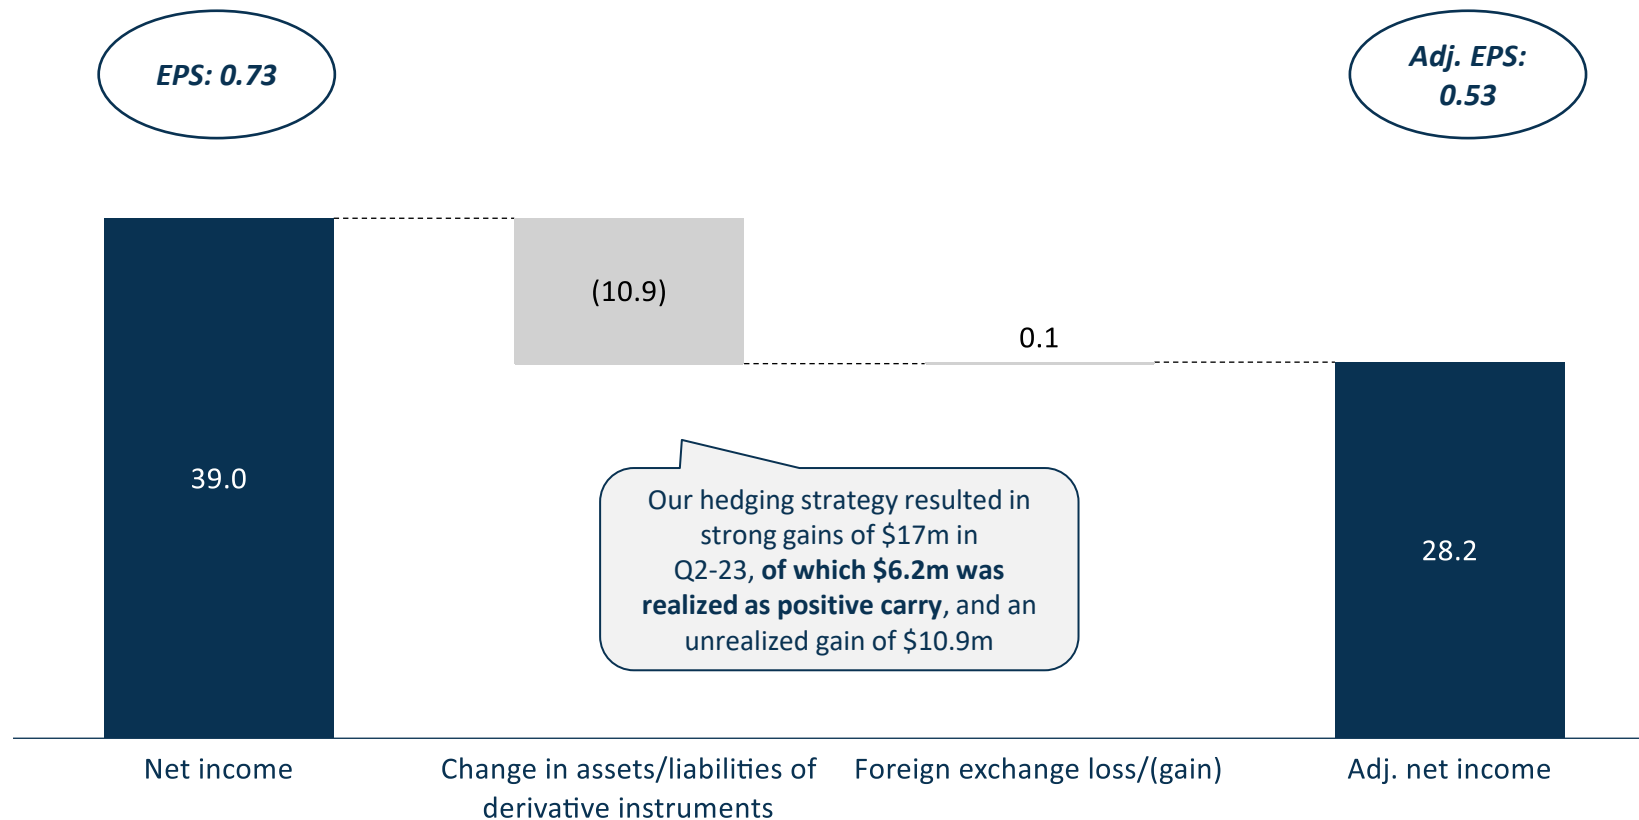 EPS: 0.73
Adj. EPS:
0.53
(10.9)
0.1
39.0
28.2
Our hedging strategy resulted in
strong gains of $17m in
Q2-23, of which $6.2m was
realized as positive carry, and an
unrealized gain of $10.9m
Net income
Change in assets/liabilities of
derivative instruments
Foreign exchange loss/(gain)
Adj. net income